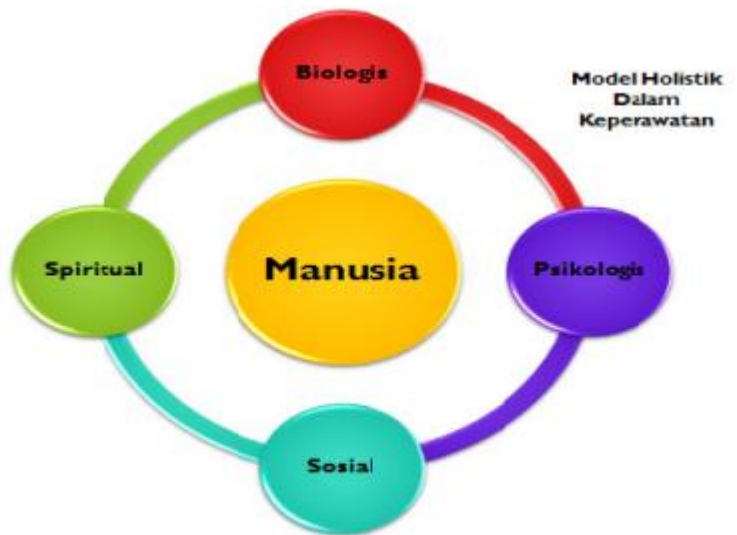 Biologis
Model Holistik
Dalam
Keperawatan
Spiritual
Manusia
Psikologis
Sosial